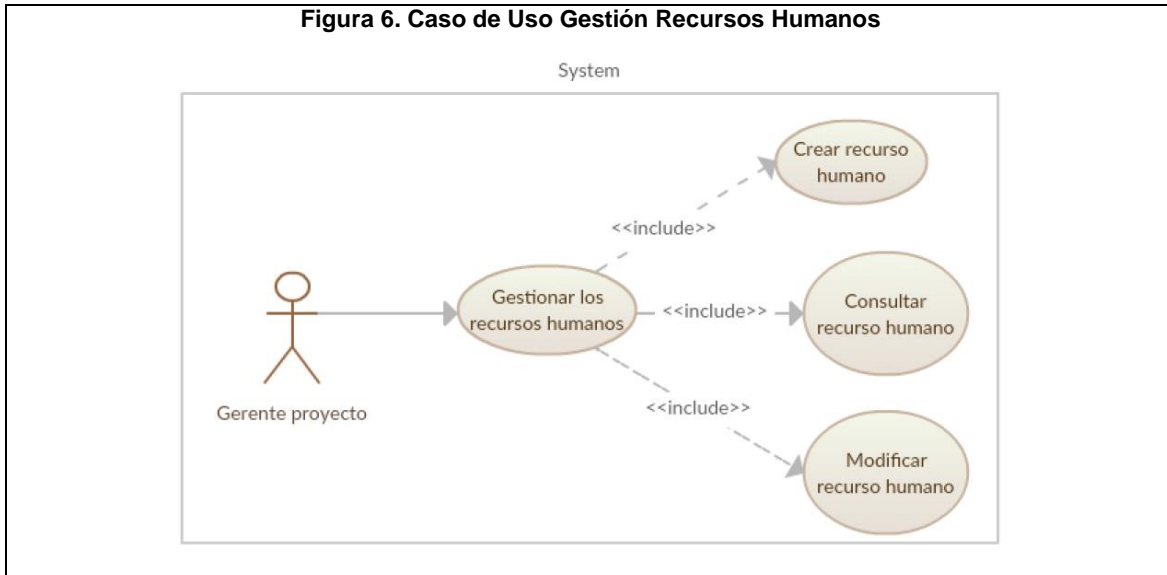 Figura 6. Caso de Uso Gestión Recursos Humanos
System
Crear recurso
humano
<<include>>
Gestionar los
recursos humanos
<<include>>
Consultar
recurso humano
<<include>>
Gerente proyecto
Modificar
recurso humano